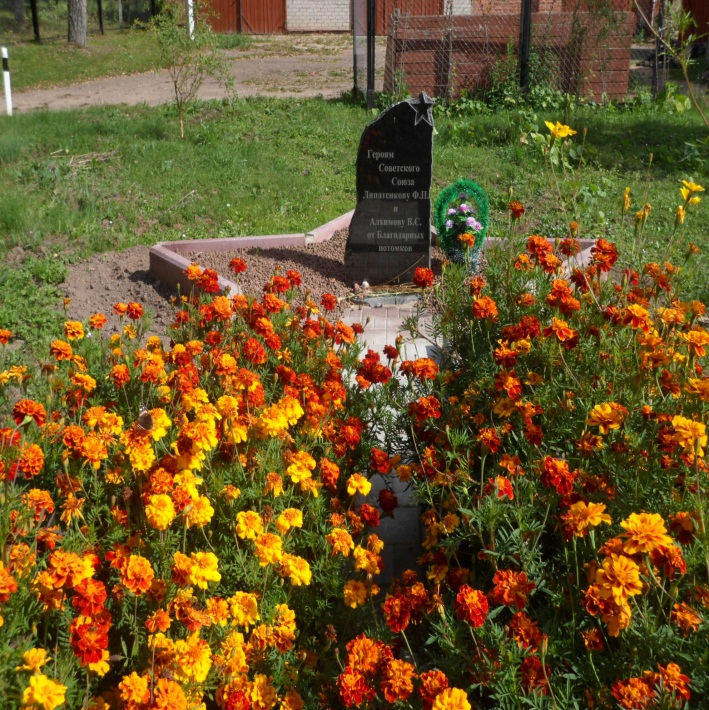 Героям
Советского
Союза
Липатенкову Ф.П.
и
Алхимову В.С.
от Благодарных
потомков